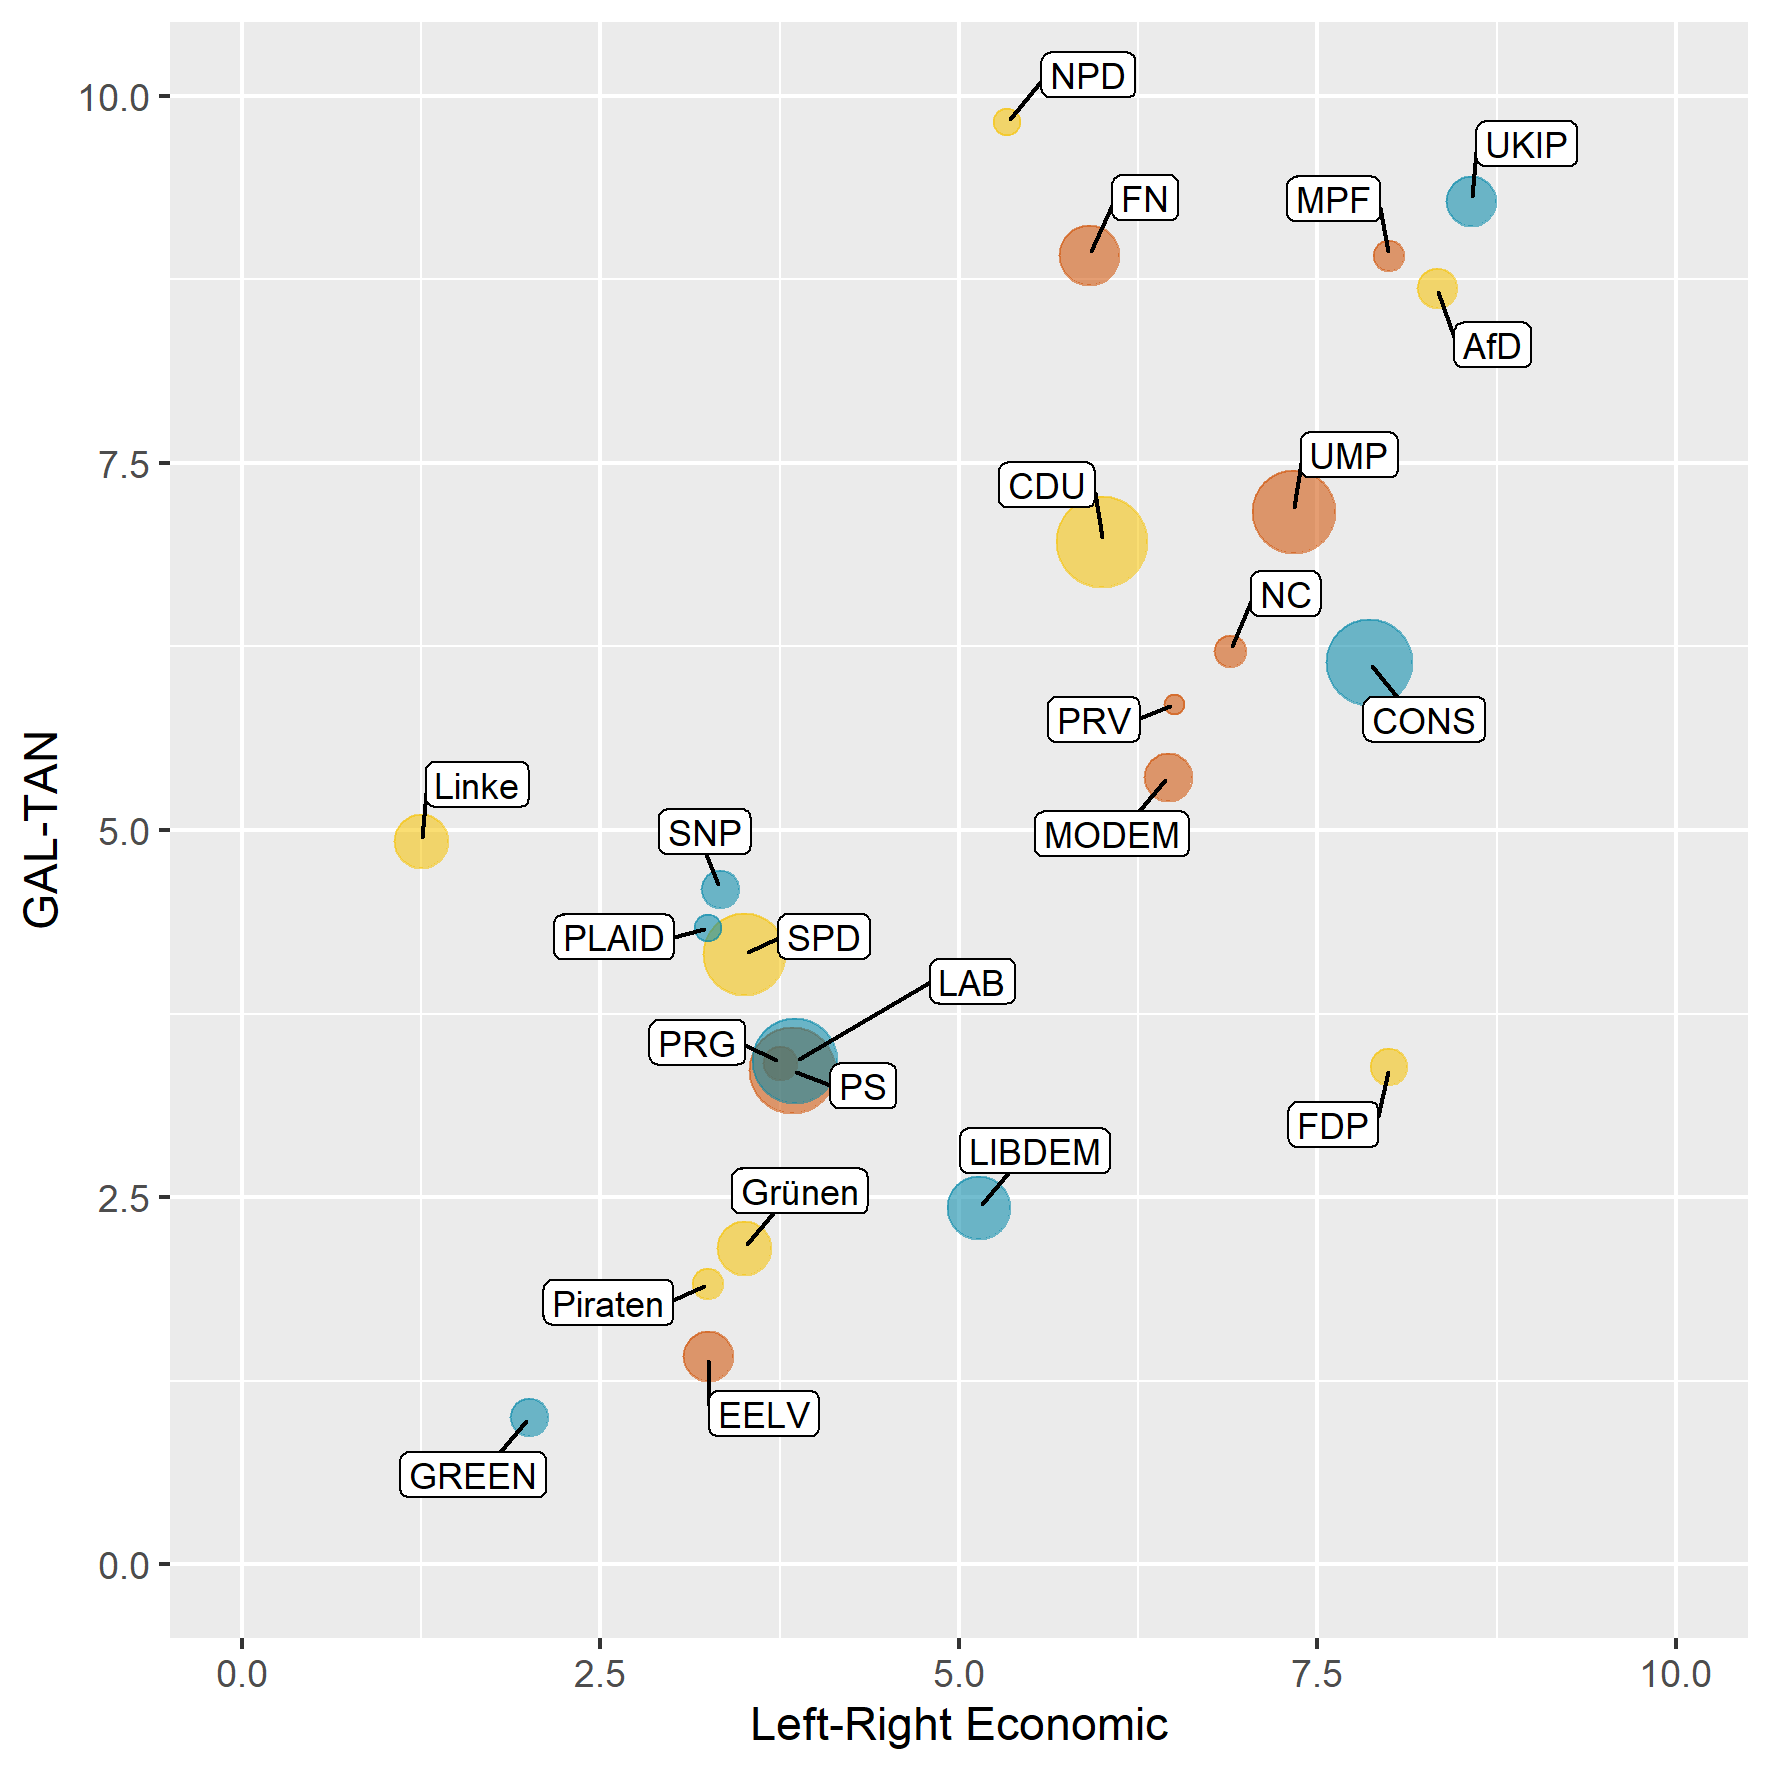 NPD
UKIP
FN
MPF
AfD
UMP
CDU
NC
CONS
PRV
MODEM
Linke
SNP
PLAID
SPD
LAB
PRG
PS
FDP
LIBDEM
Grünen
Piraten
EELV
GREEN
10.0
7.5
5.0
2.5
0.0
GAL-TAN
0.0 2.5 5.0 7.5 10.0
Left-Right Economic